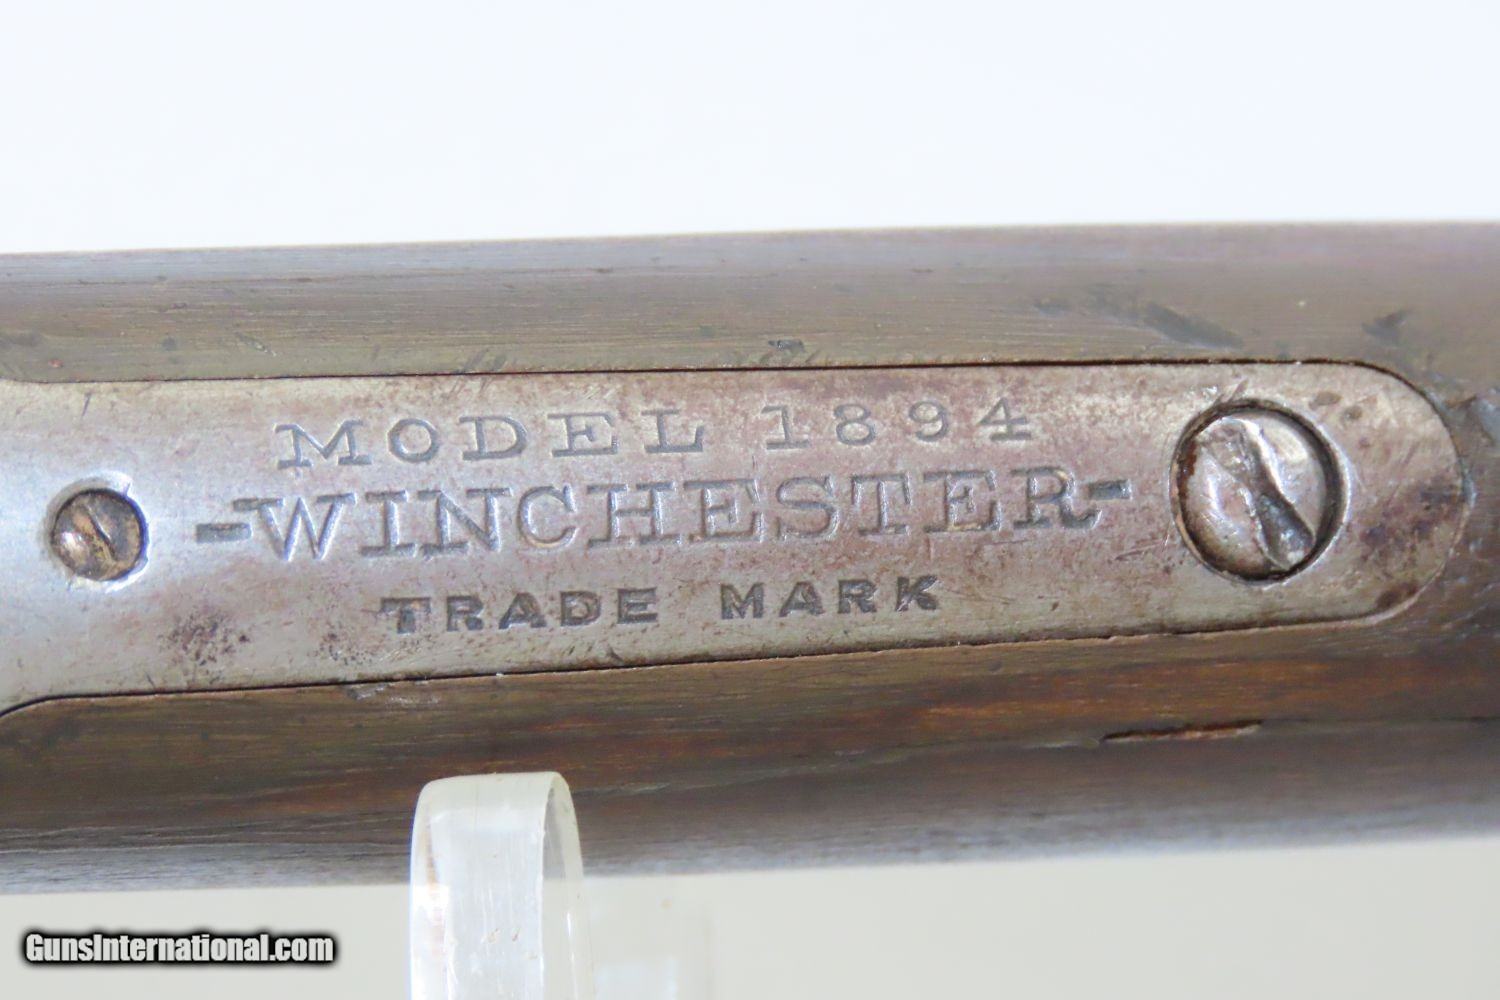 MODEL 1894
-WINCHESTER-
TRADE MARK
GunsInternational.com